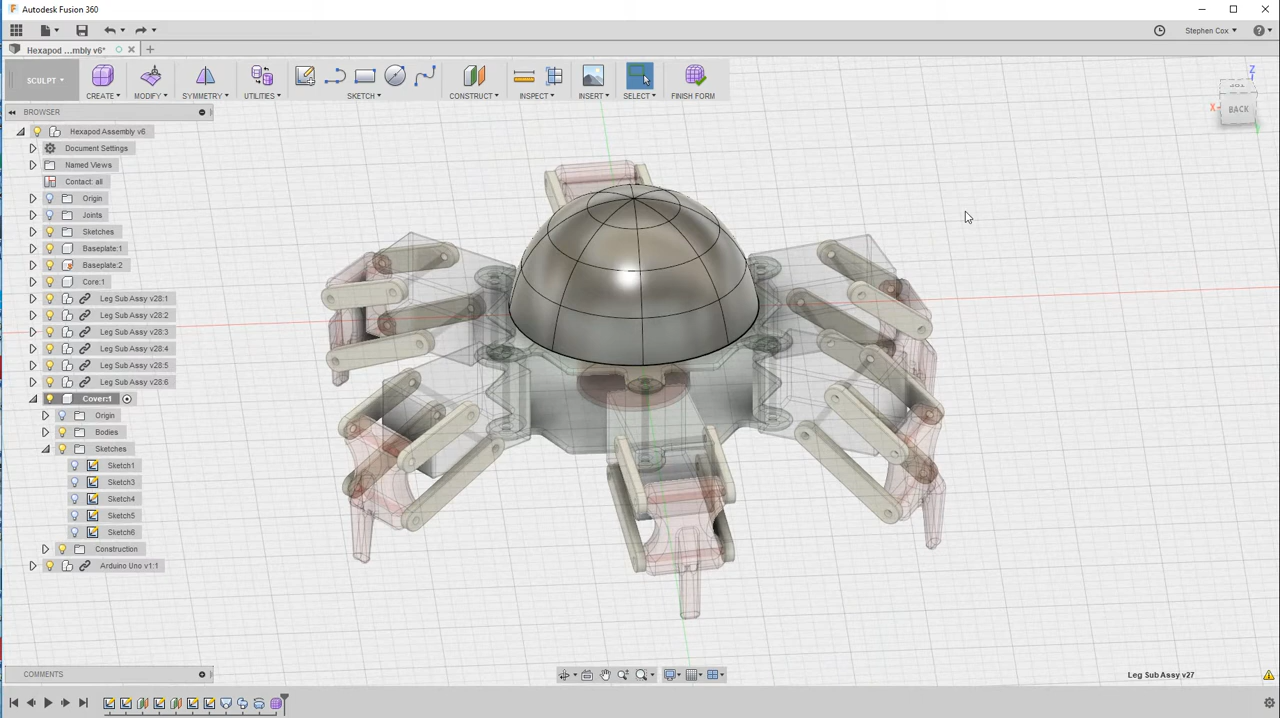 Autodesk Fusion 360
Stephen Cox
Hexapod ...mbly v6*
SCULPT
CREATE
MODIFY
SYMMETRY
UTILITIES
SKETCH
CONSTRUCT
INSPECT
INSERT
SELECT
FINISH FORM
Z
X
BACK
BROWSER
Hexapod Assembly v6
Document Settings
Named Views
Contact: all
Origin
Joints
Sketches
Baseplate:1
Baseplate:2
Core:1
Leg Sub Assy v28:1
Leg Sub Assy v28:2
Leg Sub Assy v28:3
Leg Sub Assy v28:4
Leg Sub Assy v28:5
Leg Sub Assy v28:6
Cover:1
Origin
Bodies
Sketches
Sketch1
Sketch3
Sketch4
Sketch5
Sketch6
Construction
Arduino Uno v1:1
COMMENTS
Leg Sub Assy v27